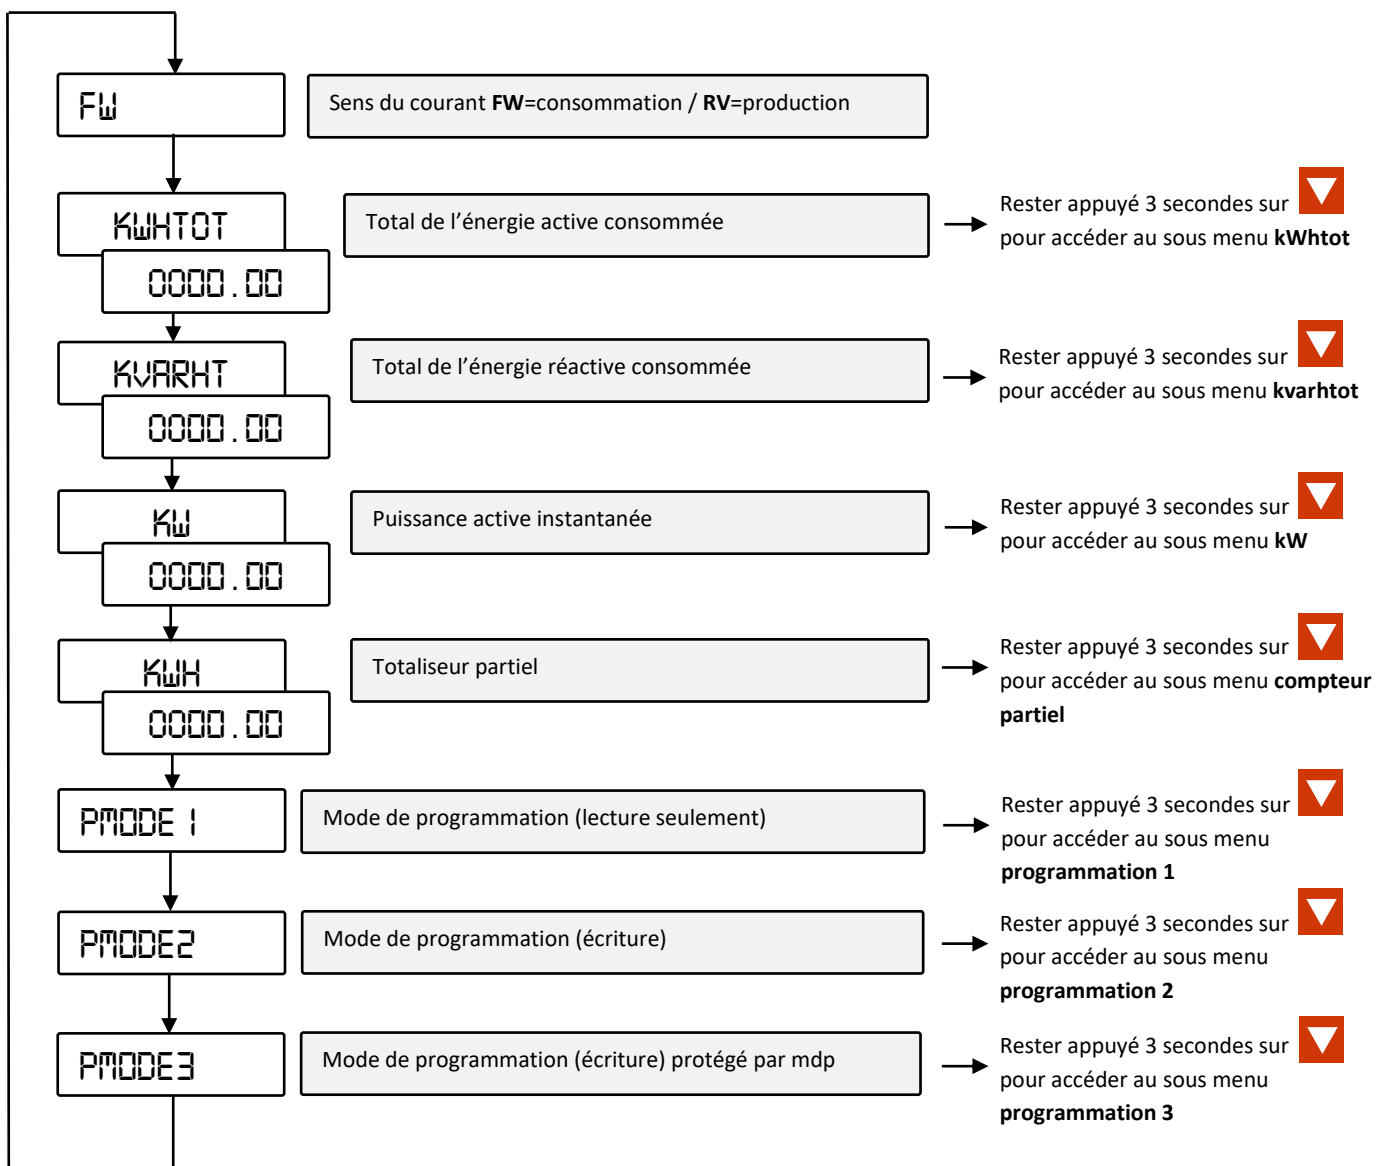 FW
Sens du courant FW=consommation / RV=production
KWHTOT
0000.00
Total de l’énergie active consommée
Rester appuyé 3 secondes sur
pour accéder au sous menu kWhtot
KVARHT
0000.00
Total de l’énergie réactive consommée
Rester appuyé 3 secondes sur
pour accéder au sous menu kvarhtot
KW
0000.00
Puissance active instantanée
Rester appuyé 3 secondes sur
pour accéder au sous menu kW
KWH
0000.00
Totaliseur partiel
Rester appuyé 3 secondes sur
pour accéder au sous menu compteur
partiel
PMODE1
Mode de programmation (lecture seulement)
Rester appuyé 3 secondes sur
pour accéder au sous menu
programmation 1
PMODE2
Mode de programmation (écriture)
Rester appuyé 3 secondes sur
pour accéder au sous menu
programmation 2
PMODE3
Mode de programmation (écriture) protégé par mdp
Rester appuyé 3 secondes sur
pour accéder au sous menu
programmation 3